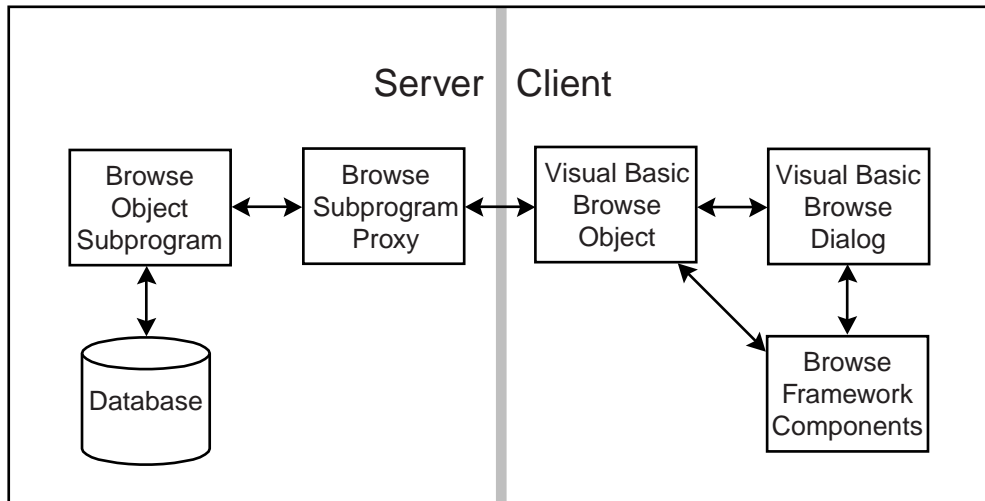 Server Client
Browse
Object
Subprogram
Browse
Subprogram
Proxy
Visual Basic
Browse
Object
Visual Basic
Browse
Dialog
Database
Browse
Framework
Components